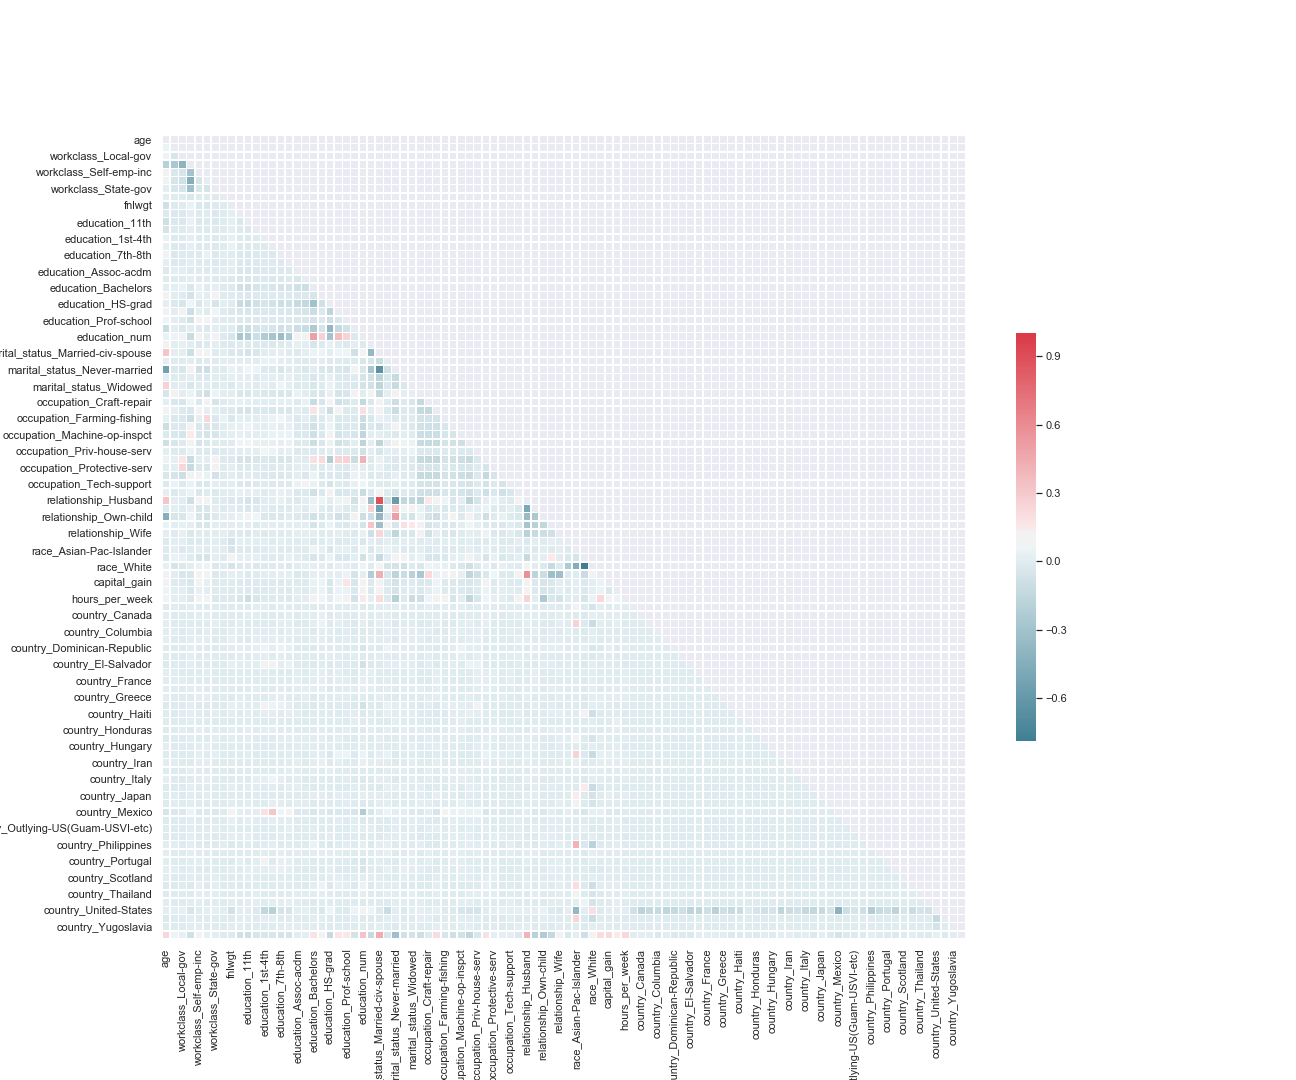 age
workclass_Local-gov
workclass_Self-emp-inc
workclass_State-gov
fnlwgt
education_11th
education_1st-4th
education_7th-8th
education_Assoc-acdm
education_Bachelors
education_HS-grad
education_Prof-school
education_num
rital_status_Married-civ-spouse
marital_status_Never-married
marital_status_Widowed
occupation_Craft-repair
occupation_Farming-fishing
occupation_Machine-op-inspct
occupation_Priv-house-serv
occupation_Protective-serv
occupation_Tech-support
relationship_Husband
relationship_Own-child
relationship_Wife
race_Asian-Pac-Islander
race_White
capital_gain
hours_per_week
country_Canada
country_Columbia
country_Dominican-Republic
country_El-Salvador
country_France
country_Greece
country_Haiti
country_Honduras
country_Hungary
country_Iran
country_Italy
country_Japan
country_Mexico
y_Outlying-US(Guam-USVI-etc)
country_Philippines
country_Portugal
country_Scotland
country_Thailand
country_United-States
country_Yugoslavia
0.9
0.6
0.3
0.0
−0.3
−0.6
age
workclass_Local-gov
workclass_Self-emp-inc
workclass_State-gov
fnlwgt
education_11th
education_1st-4th
education_7th-8th
education_Assoc-acdm
education_Bachelors
education_HS-grad
education_Prof-school
education_num
_status_Married-civ-spouse
rital_status_Never-married
marital_status_Widowed
occupation_Craft-repair
occupation_Farming-fishing
upation_Machine-op-inspct
ccupation_Priv-house-serv
ccupation_Protective-serv
occupation_Tech-support
relationship_Husband
relationship_Own-child
relationship_Wife
race_Asian-Pac-Islander
race_White
capital_gain
hours_per_week
country_Canada
country_Columbia
untry_Dominican-Republic
country_El-Salvador
country_France
country_Greece
country_Haiti
country_Honduras
country_Hungary
country_Iran
country_Italy
country_Japan
country_Mexico
tlying-US(Guam-USVI-etc)
country_Philippines
country_Portugal
country_Scotland
country_Thailand
country_United-States
country_Yugoslavia